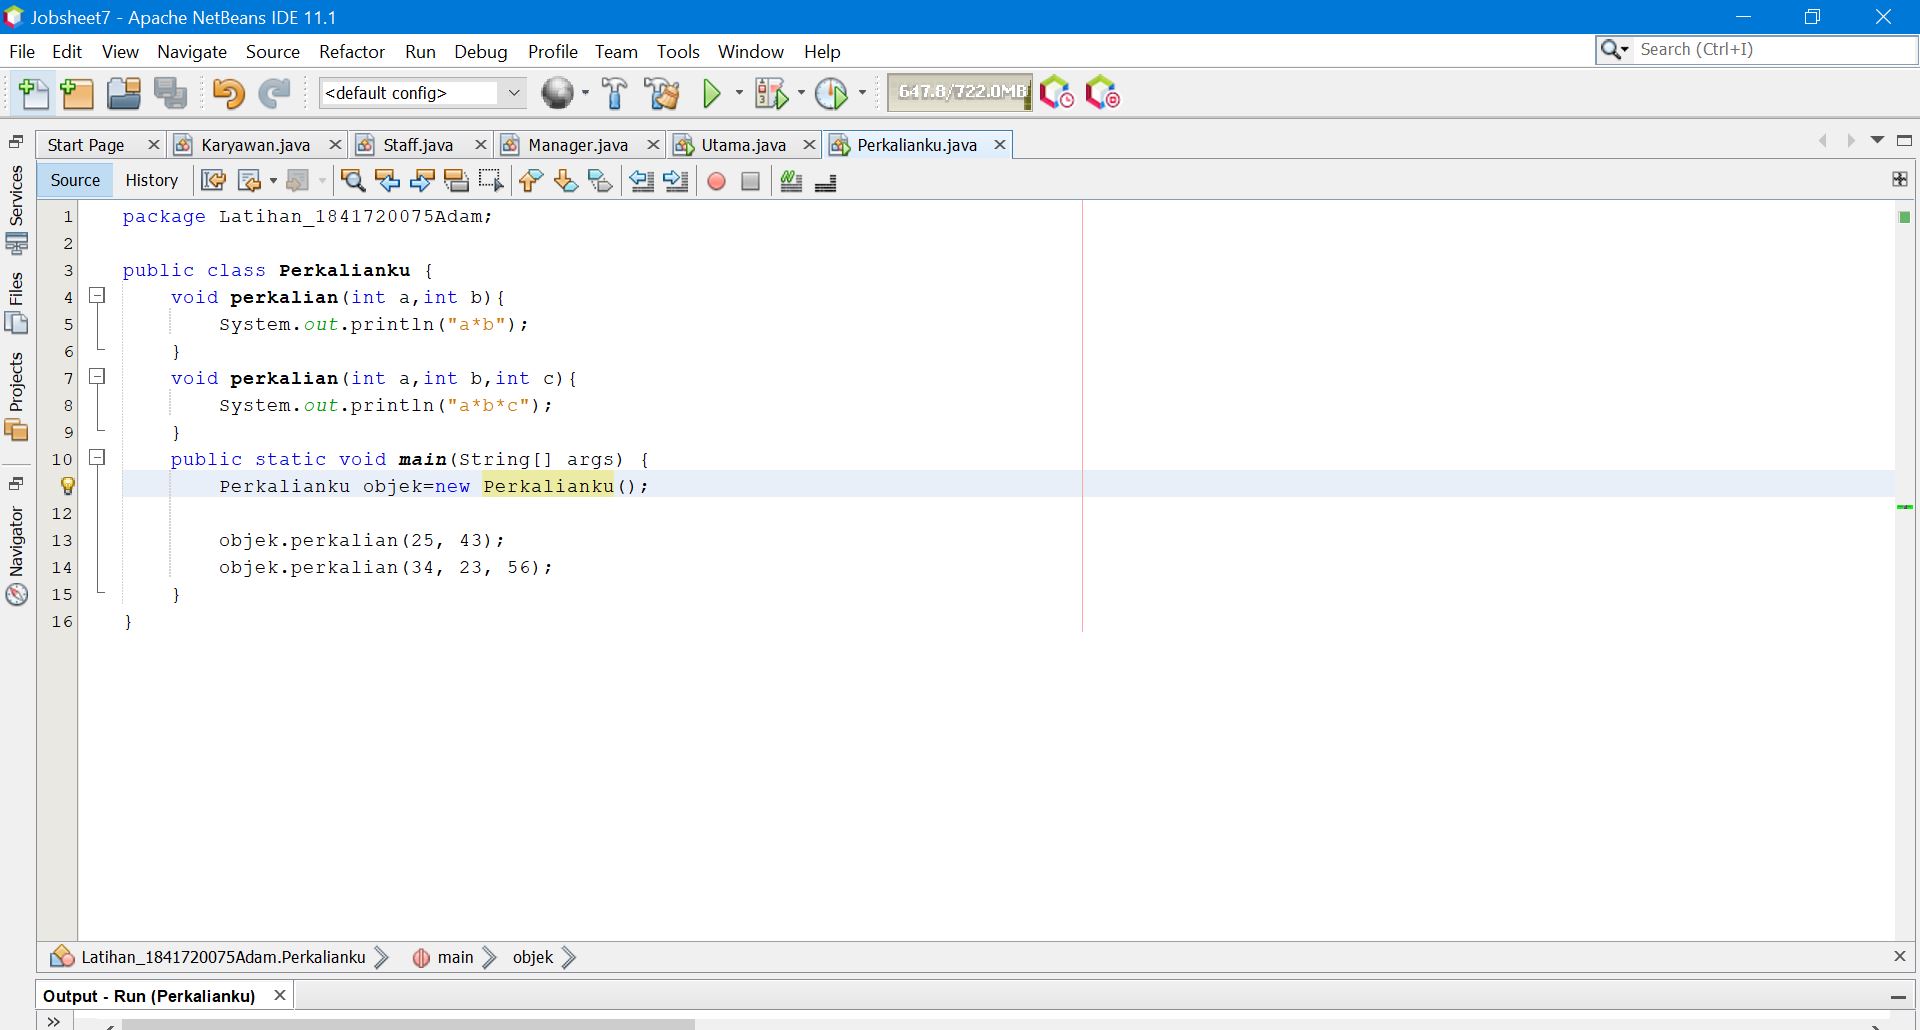 Jobsheet7 - Apache NetBeans IDE 11.1
File Edit View Navigate Source Refactor Run Debug Profile Team Tools Window Help
Search (Ctrl+I)
<default config>
647.8/722.0MB
Start Page Karyawan.java Staff.java Manager.java Utama.java Perkalianku.java
Source History
Services
Files
Projects
Navigator
1 package Latihan_1841720075Adam;
2
3 public class Perkalianku {
4 void perkalian(int a,int b){
5 System.out.println("a*b");
6 }
7 void perkalian(int a,int b,int c){
8 System.out.println("a*b*c");
9 }
10 public static void main(String[] args) {
Perkalianku objek=new Perkalianku();
12
13 objek.perkalian(25, 43);
14 objek.perkalian(34, 23, 56);
15 }
16 }
Latihan_1841720075Adam.Perkalianku main objek
Output - Run (Perkalianku)